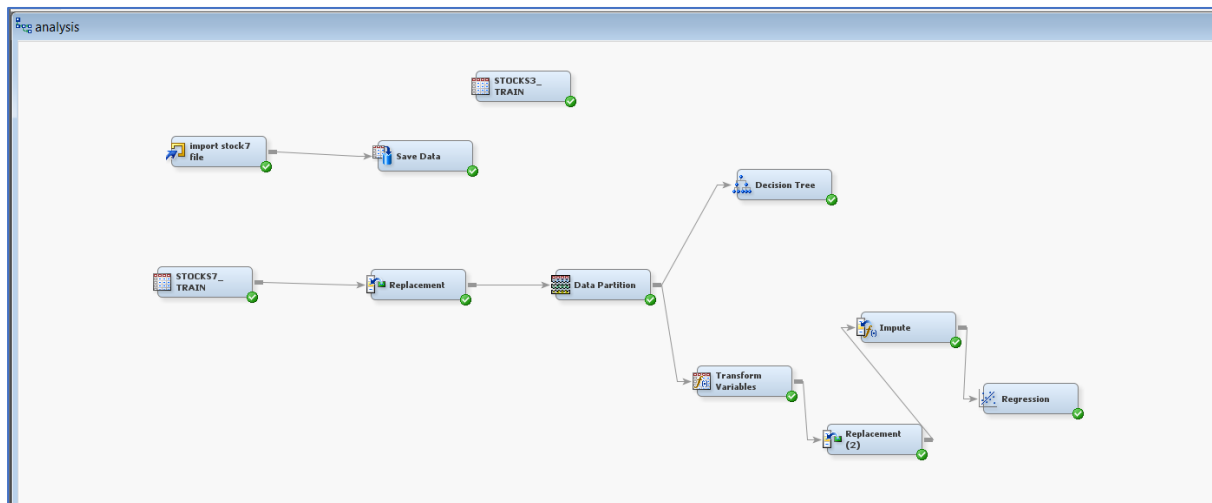 analysis
STOCKS3_
TRAIN
import stock7
file
Save Data
Decision Tree
STOCKS7_
TRAIN
Replacement
Data Partition
Impute
Transform
Variables
Regression
Replacement
(2)